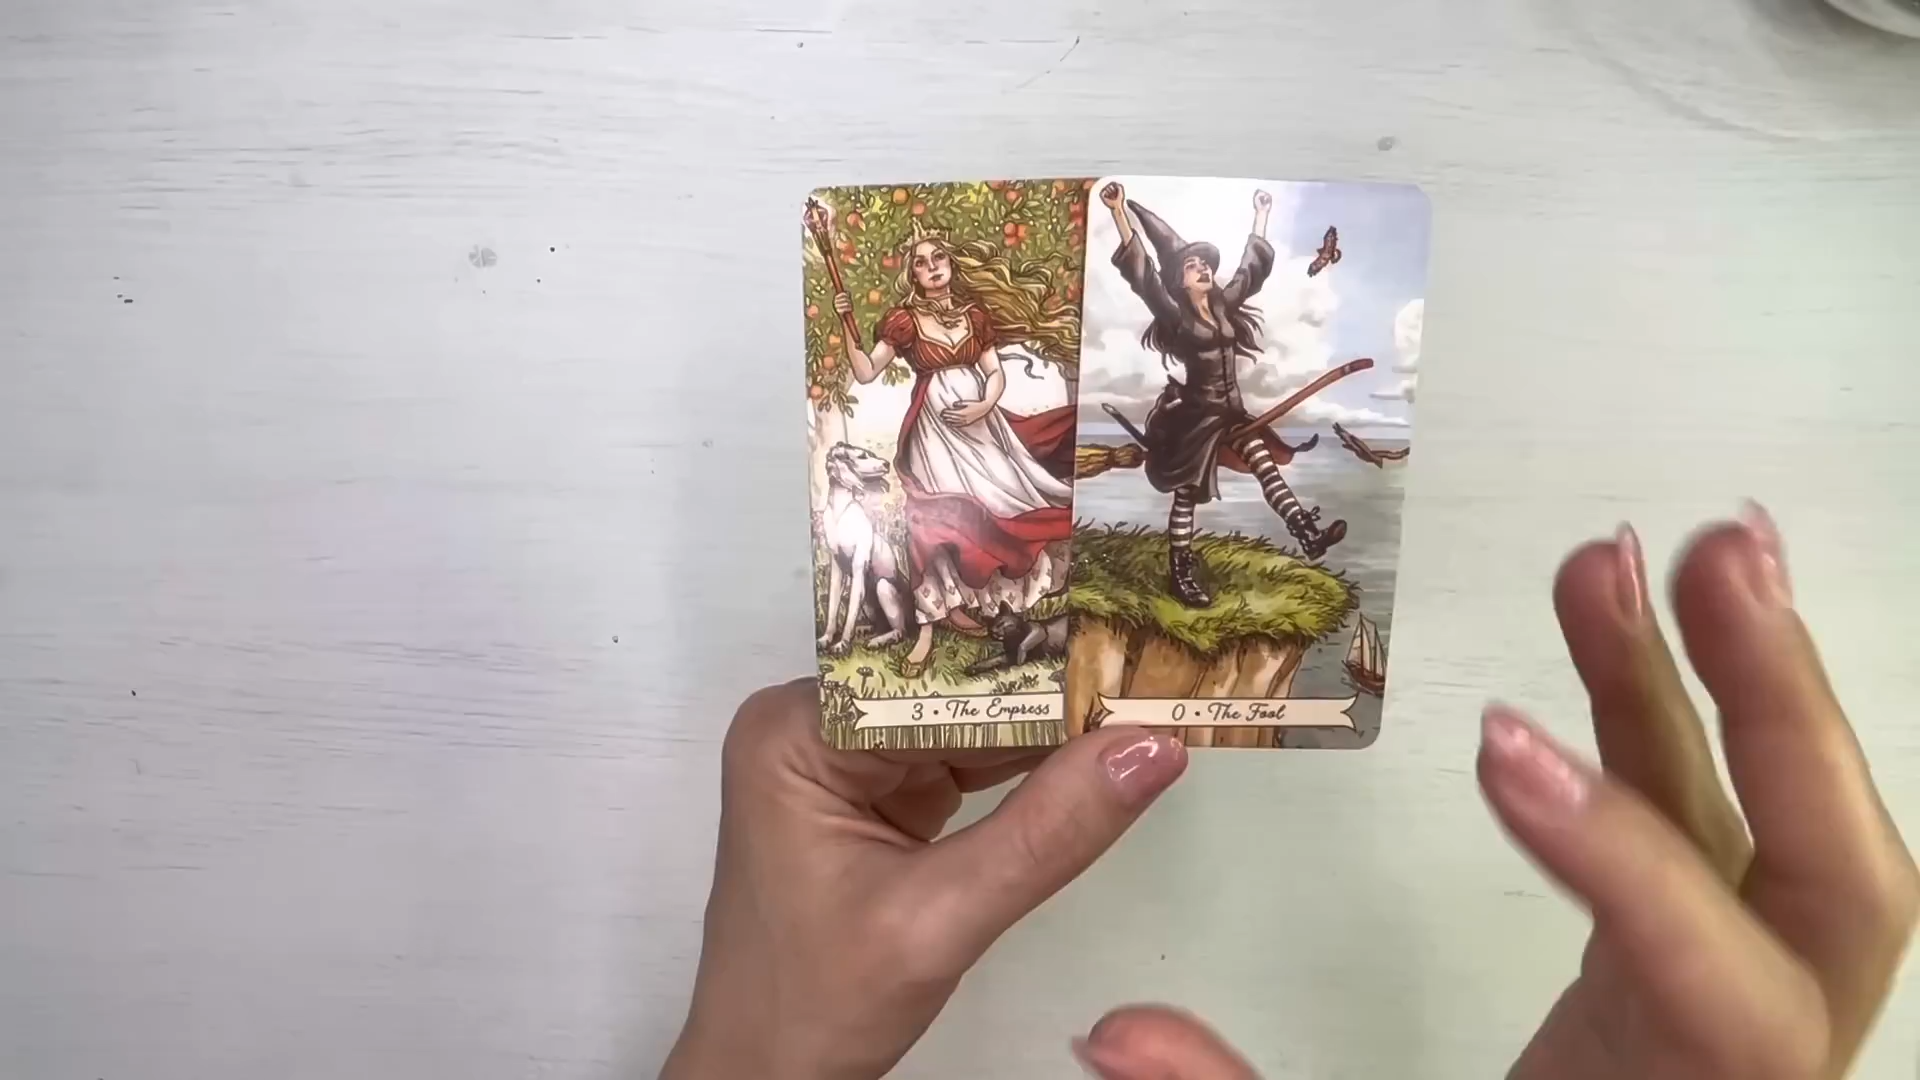 3 • The Empress
0 • The Fool